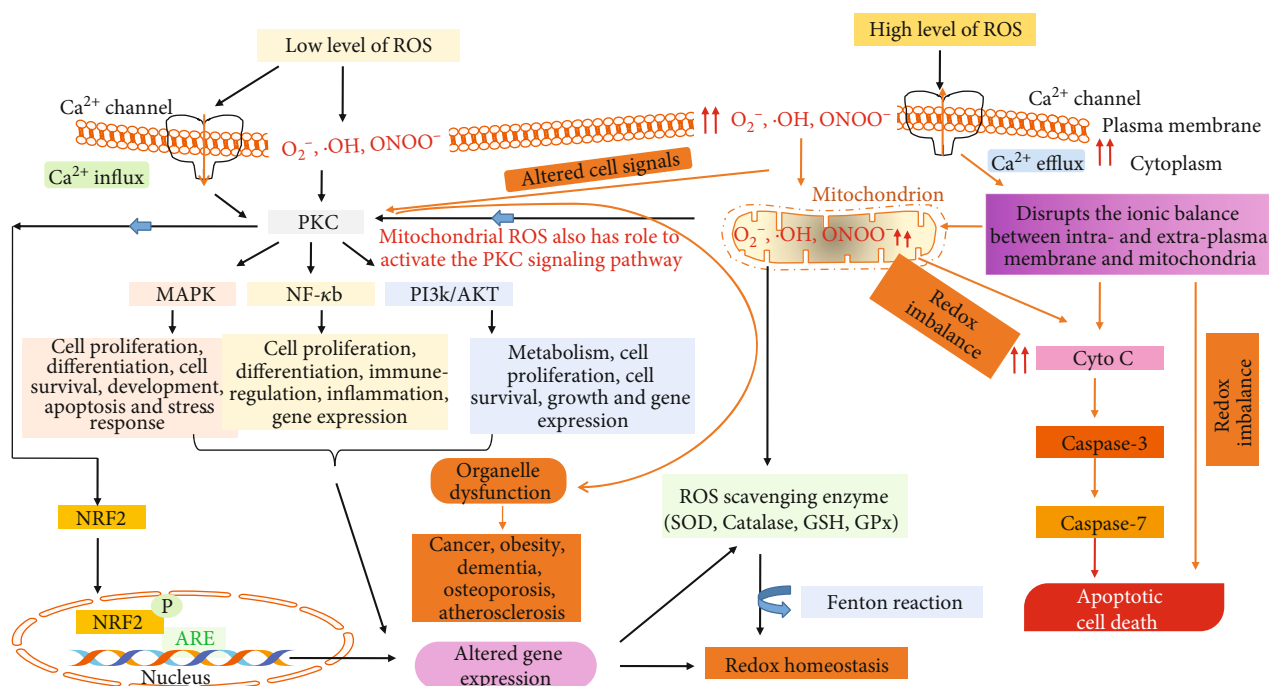 Low level of ROS
High level of ROS
Ca²⁺ channel
O₂⁻, ·OH, ONOO⁻
O₂⁻, ·OH, ONOO⁻
Ca²⁺ channel
Plasma membrane
Ca²⁺ influx
Altered cell signals
Ca²⁺ efflux
Cytoplasm
PKC
Mitochondrion
O₂⁻, ·OH, ONOO⁻
Disrupts the ionic balance
between intra- and extra-plasma
membrane and mitochondria
Mitochondrial ROS also has role to
activate the PKC signaling pathway
MAPK
NF-κb
PI3k/AKT
Redox
imbalance
Cell proliferation,
differentiation, cell
survival, development,
apoptosis and stress
response
Cell proliferation,
differentiation, immune-
regulation, inflammation,
gene expression
Metabolism, cell
proliferation, cell
survival, growth and gene
expression
Cyto C
Redox
imbalance
Caspase-3
Organelle
dysfunction
ROS scavenging enzyme
(SOD, Catalase, GSH, GPx)
NRF2
Caspase-7
Cancer, obesity,
dementia,
osteoporosis,
atherosclerosis
Fenton reaction
Apoptotic
cell death
P
NRF2
ARE
Nucleus
Altered gene
expression
Redox homeostasis